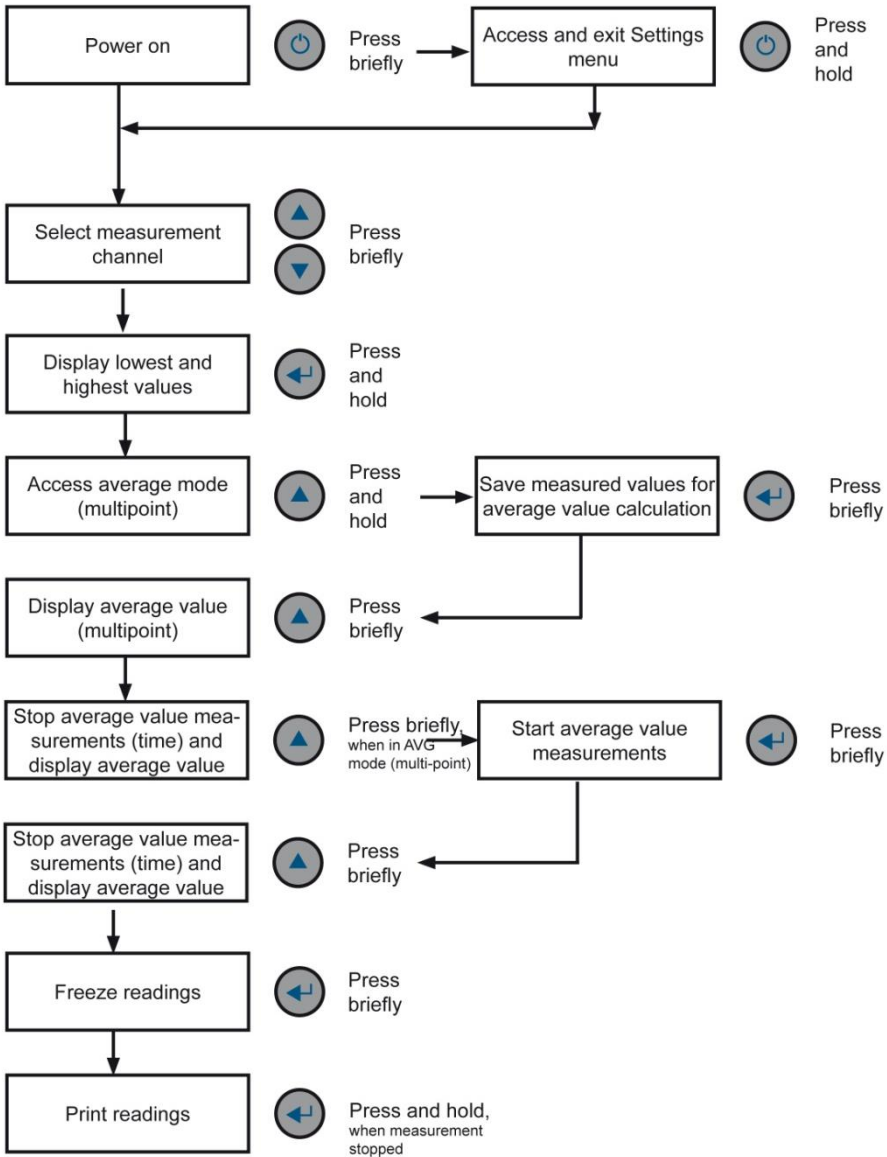 Power on
Press
briefly
Access and exit Settings
menu
Press
and
hold
Select measurement
channel
Press
briefly
Display lowest and
highest values
Press
and
hold
Access average mode
(multipoint)
Press
and
hold
Save measured values for
average value calculation
Press
briefly
Display average value
(multipoint)
Press
briefly
Stop average value mea-
surements (time) and
display average value
Press briefly,
when in AVG
mode (multi-point)
Start average value
measurements
Press
briefly
Stop average value mea-
surements (time) and
display average value
Press
briefly
Freeze readings
Press
briefly
Print readings
Press and hold,
when measurement
stopped